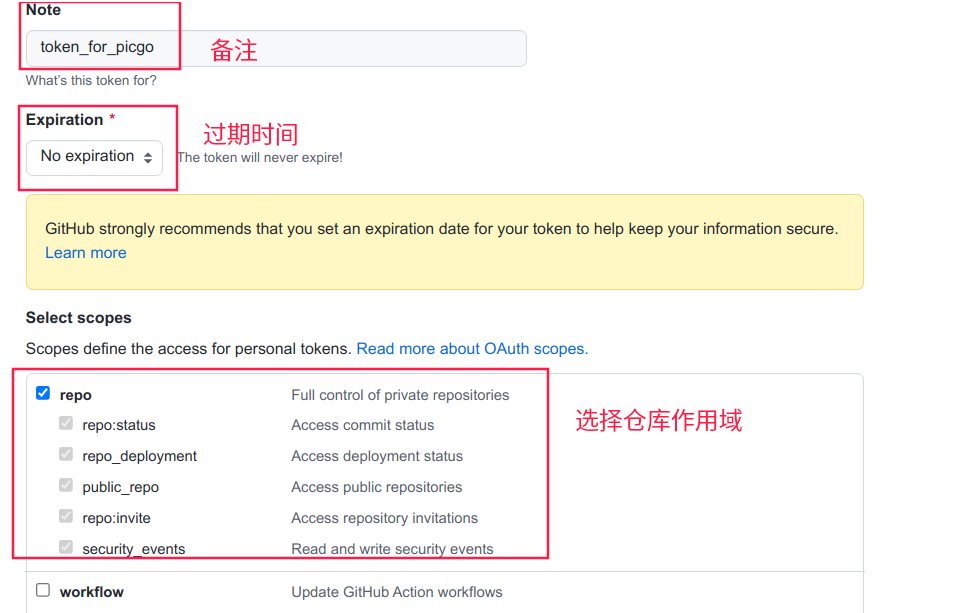 Note
token_for_picgo
备注
What's this token for?
Expiration *
过期时间
No expiration
The token will never expire!
GitHub strongly recommends that you set an expiration date for your token to help keep your information secure.
Learn more
Select scopes
Scopes define the access for personal tokens. Read more about OAuth scopes.
repo Full control of private repositories
选择仓库作用域
repo:status Access commit status
repo_deployment Access deployment status
public_repo Access public repositories
repo:invite Access repository invitations
security_events Read and write security events
workflow Update GitHub Action workflows